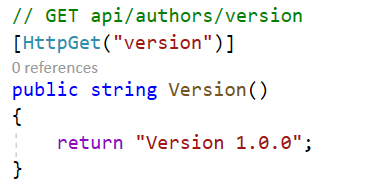 // GET api/authors/version
[HttpGet("version")]
0 references
public string Version()
{
    return "Version 1.0.0";
}